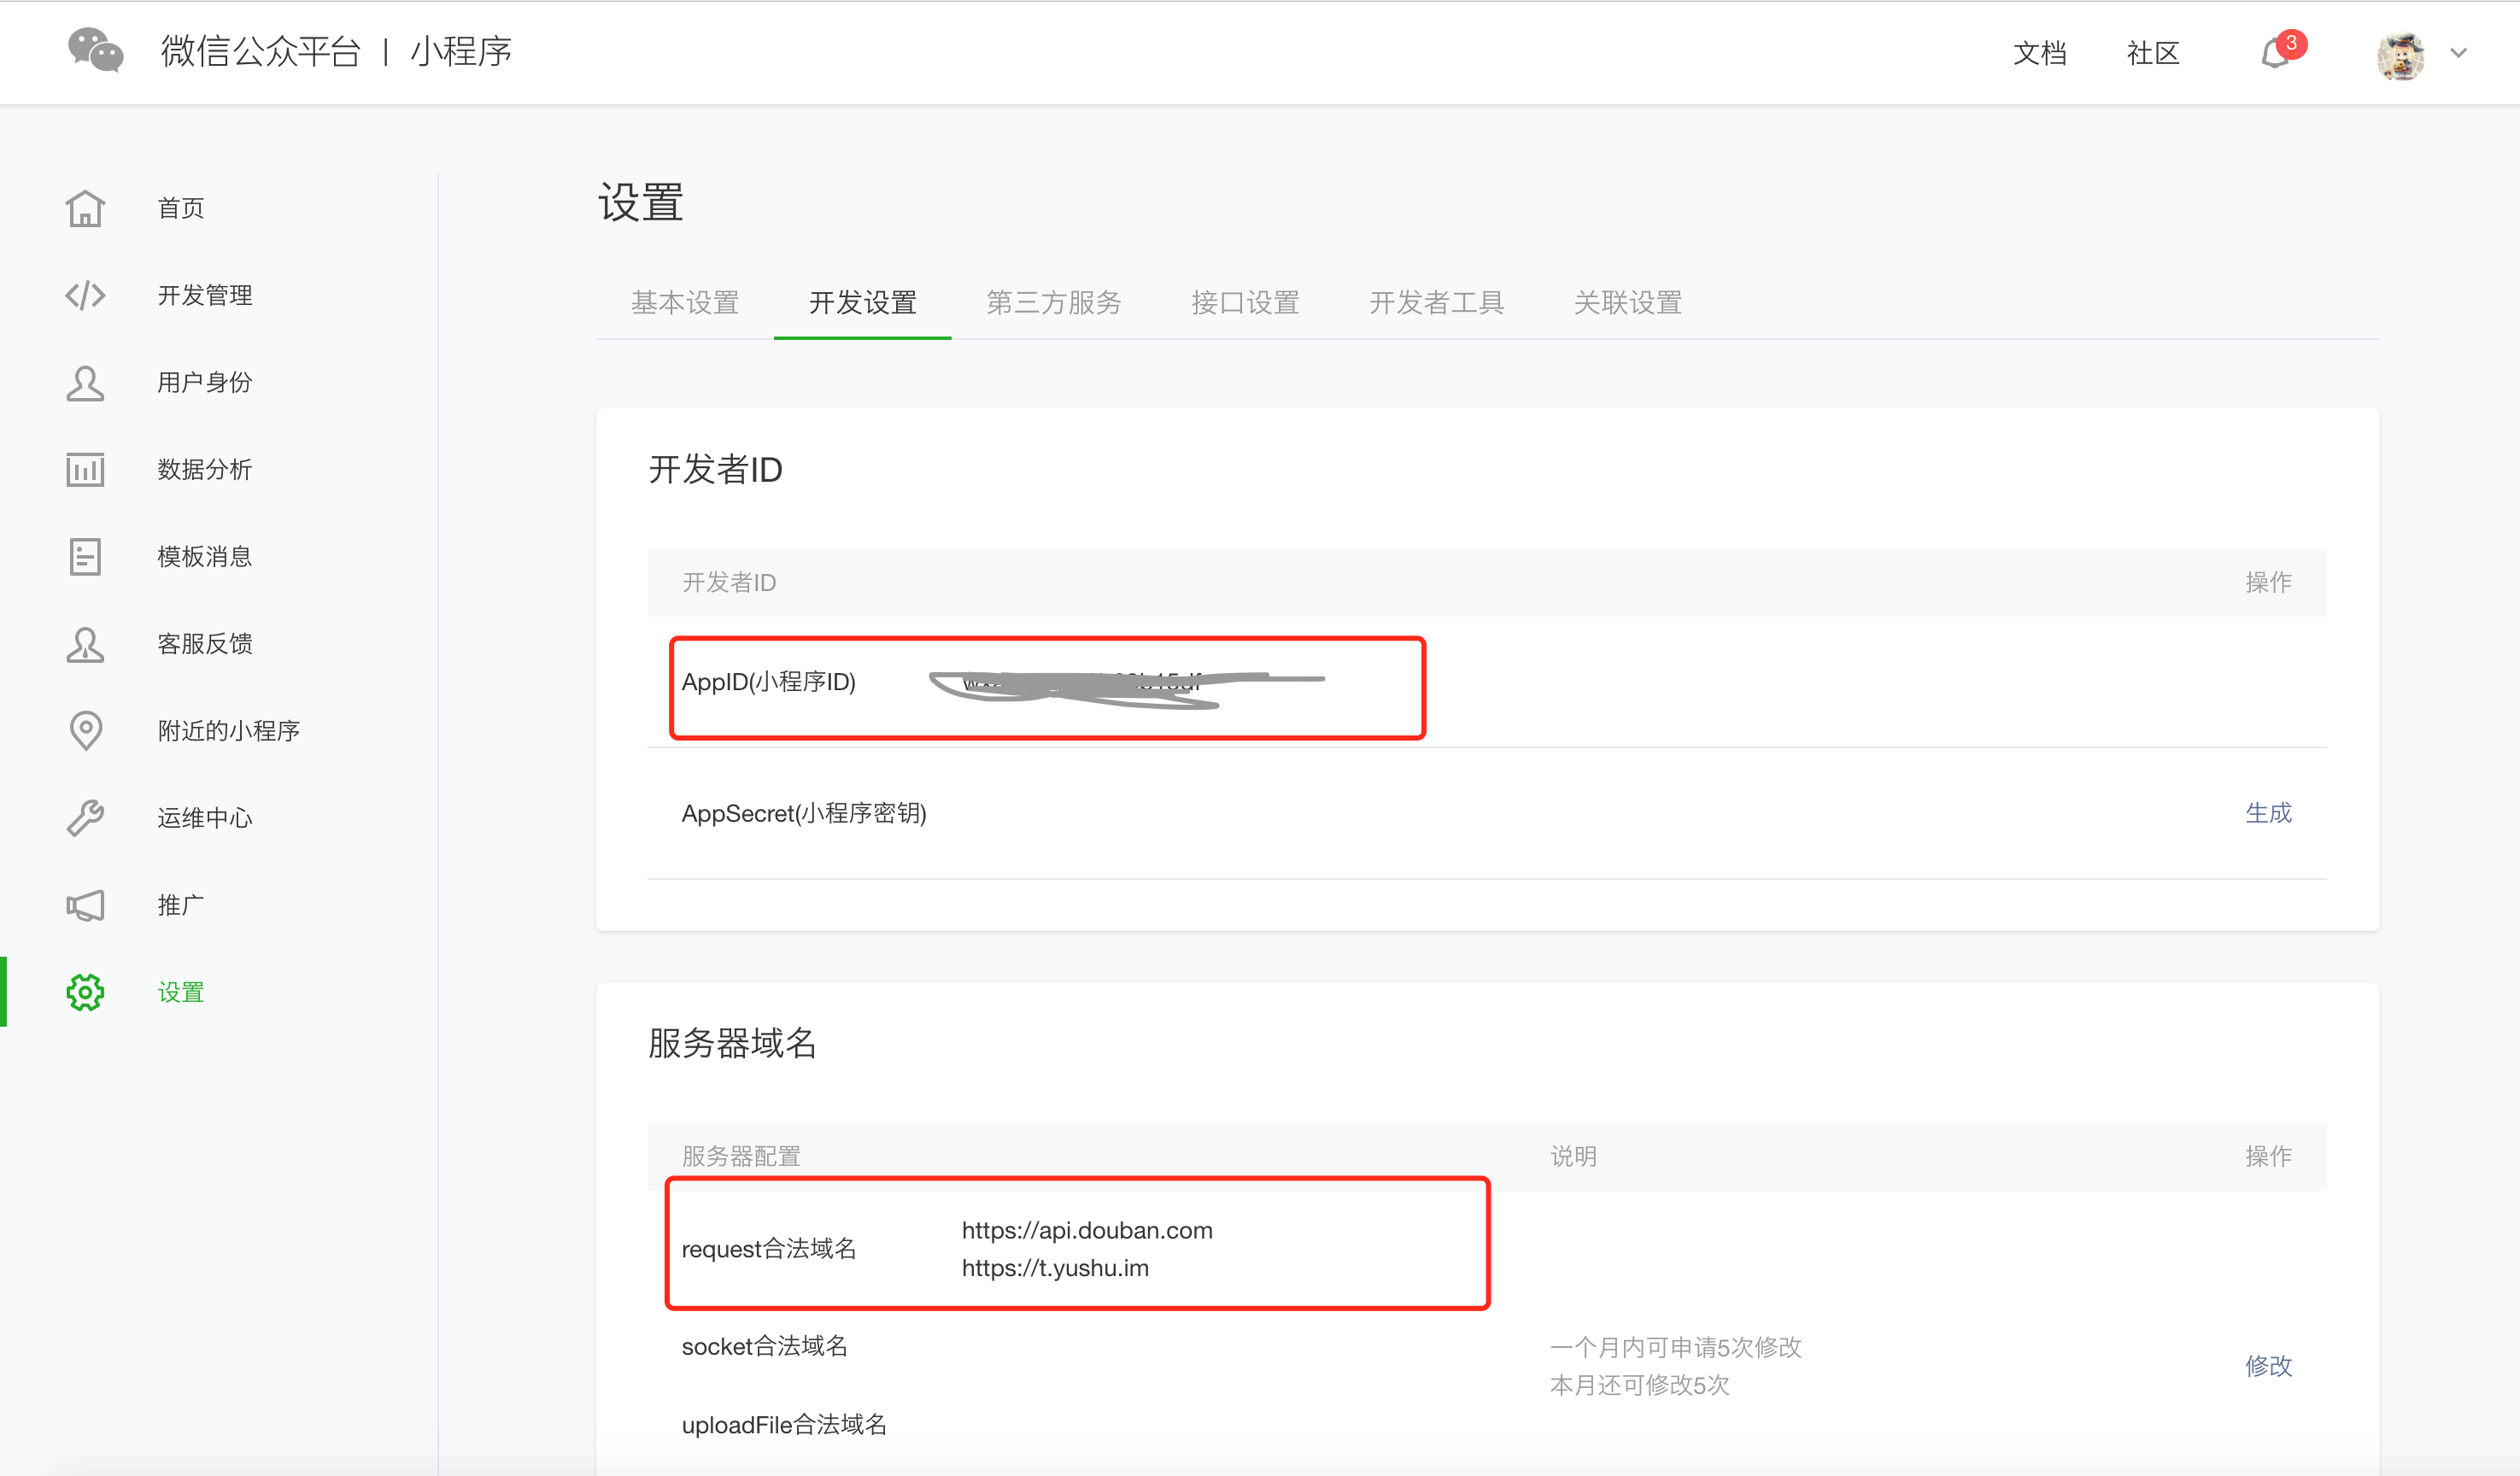 微信公众平台 | 小程序
文档
社区
3
首页
开发管理
用户身份
数据分析
模板消息
客服反馈
附近的小程序
运维中心
推广
设置
设置
基本设置
开发设置
第三方服务
接口设置
开发者工具
关联设置
开发者ID
开发者ID
操作
AppID(小程序ID)
AppSecret(小程序密钥)
生成
服务器域名
服务器配置
说明
操作
request合法域名
https://api.douban.com
https://t.yushu.im
socket合法域名
一个月内可申请5次修改
本月还可修改5次
修改
uploadFile合法域名